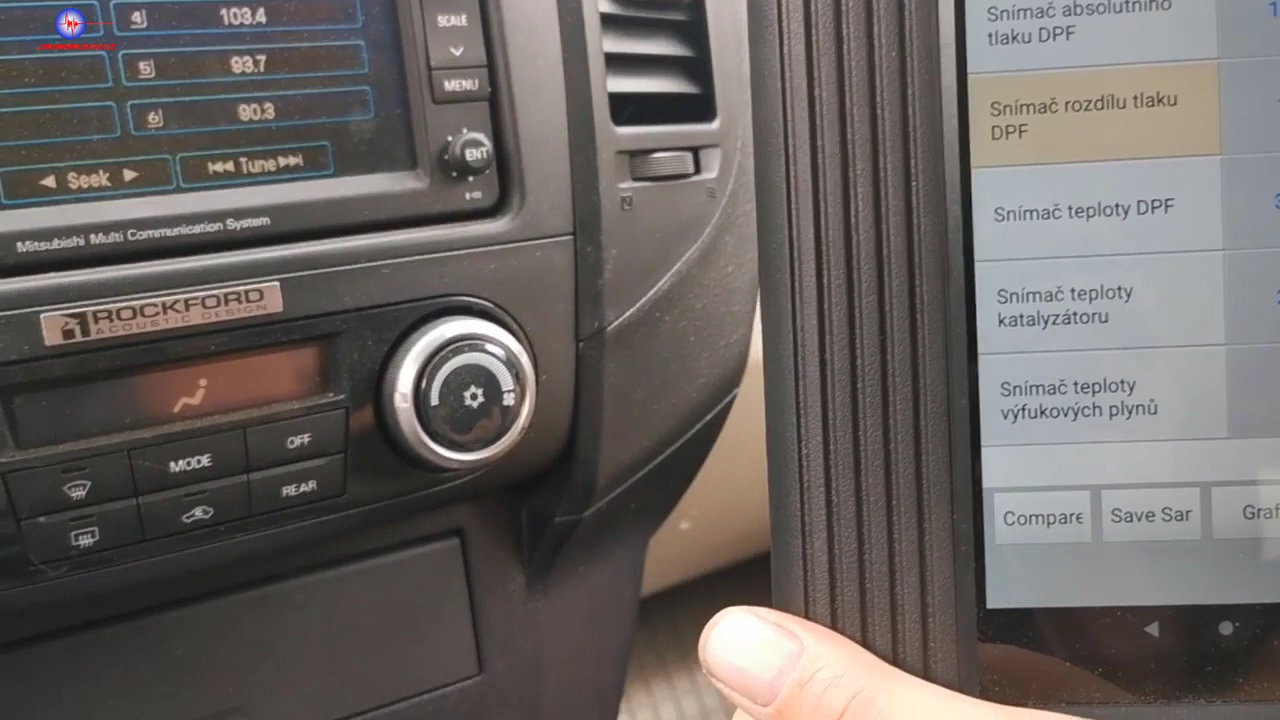 4 103.4
5 93.7
6 90.3
◀ Seek ▶
Tune
SCALE
MENU
ENT
Mitsubishi Multi Communication System
ROCKFORD
ACOUSTIC DESIGN
MODE
OFF
REAR
Snímač absolutního
tlaku DPF
Snímač rozdílu tlaku
DPF
Snímač teploty DPF
Snímač teploty
katalyzátoru
Snímač teploty
výfukových plynů
Compare
Save Sar
Graf